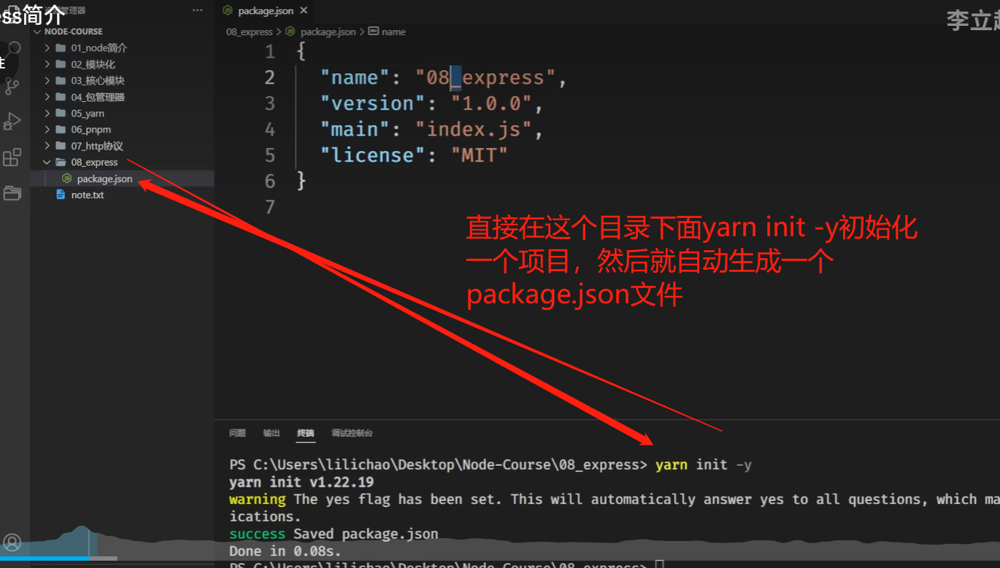 ess简介
资源管理器
···
package.json
李立超
NODE-COURSE
08_express > package.json > name
01_node简介
02_模块化
03_核心模块
04_包管理器
05_yarn
06_pnpm
07_http协议
08_express
package.json
note.txt
1 {
2 "name": "08_express",
3 "version": "1.0.0",
4 "main": "index.js",
5 "license": "MIT"
6 }
7
直接在这个目录下面yarn init -y初始化
一个项目，然后就自动生成一个
package.json文件
问题 输出 终端 调试控制台
PS C:\Users\lilichao\Desktop\Node-Course\08_express> yarn init -y
yarn init v1.22.19
warning The yes flag has been set. This will automatically answer yes to all questions, which ma
ications.
success Saved package.json
Done in 0.08s.
PS C:\Users\lilichao\Desktop\Node-Course\08_express>